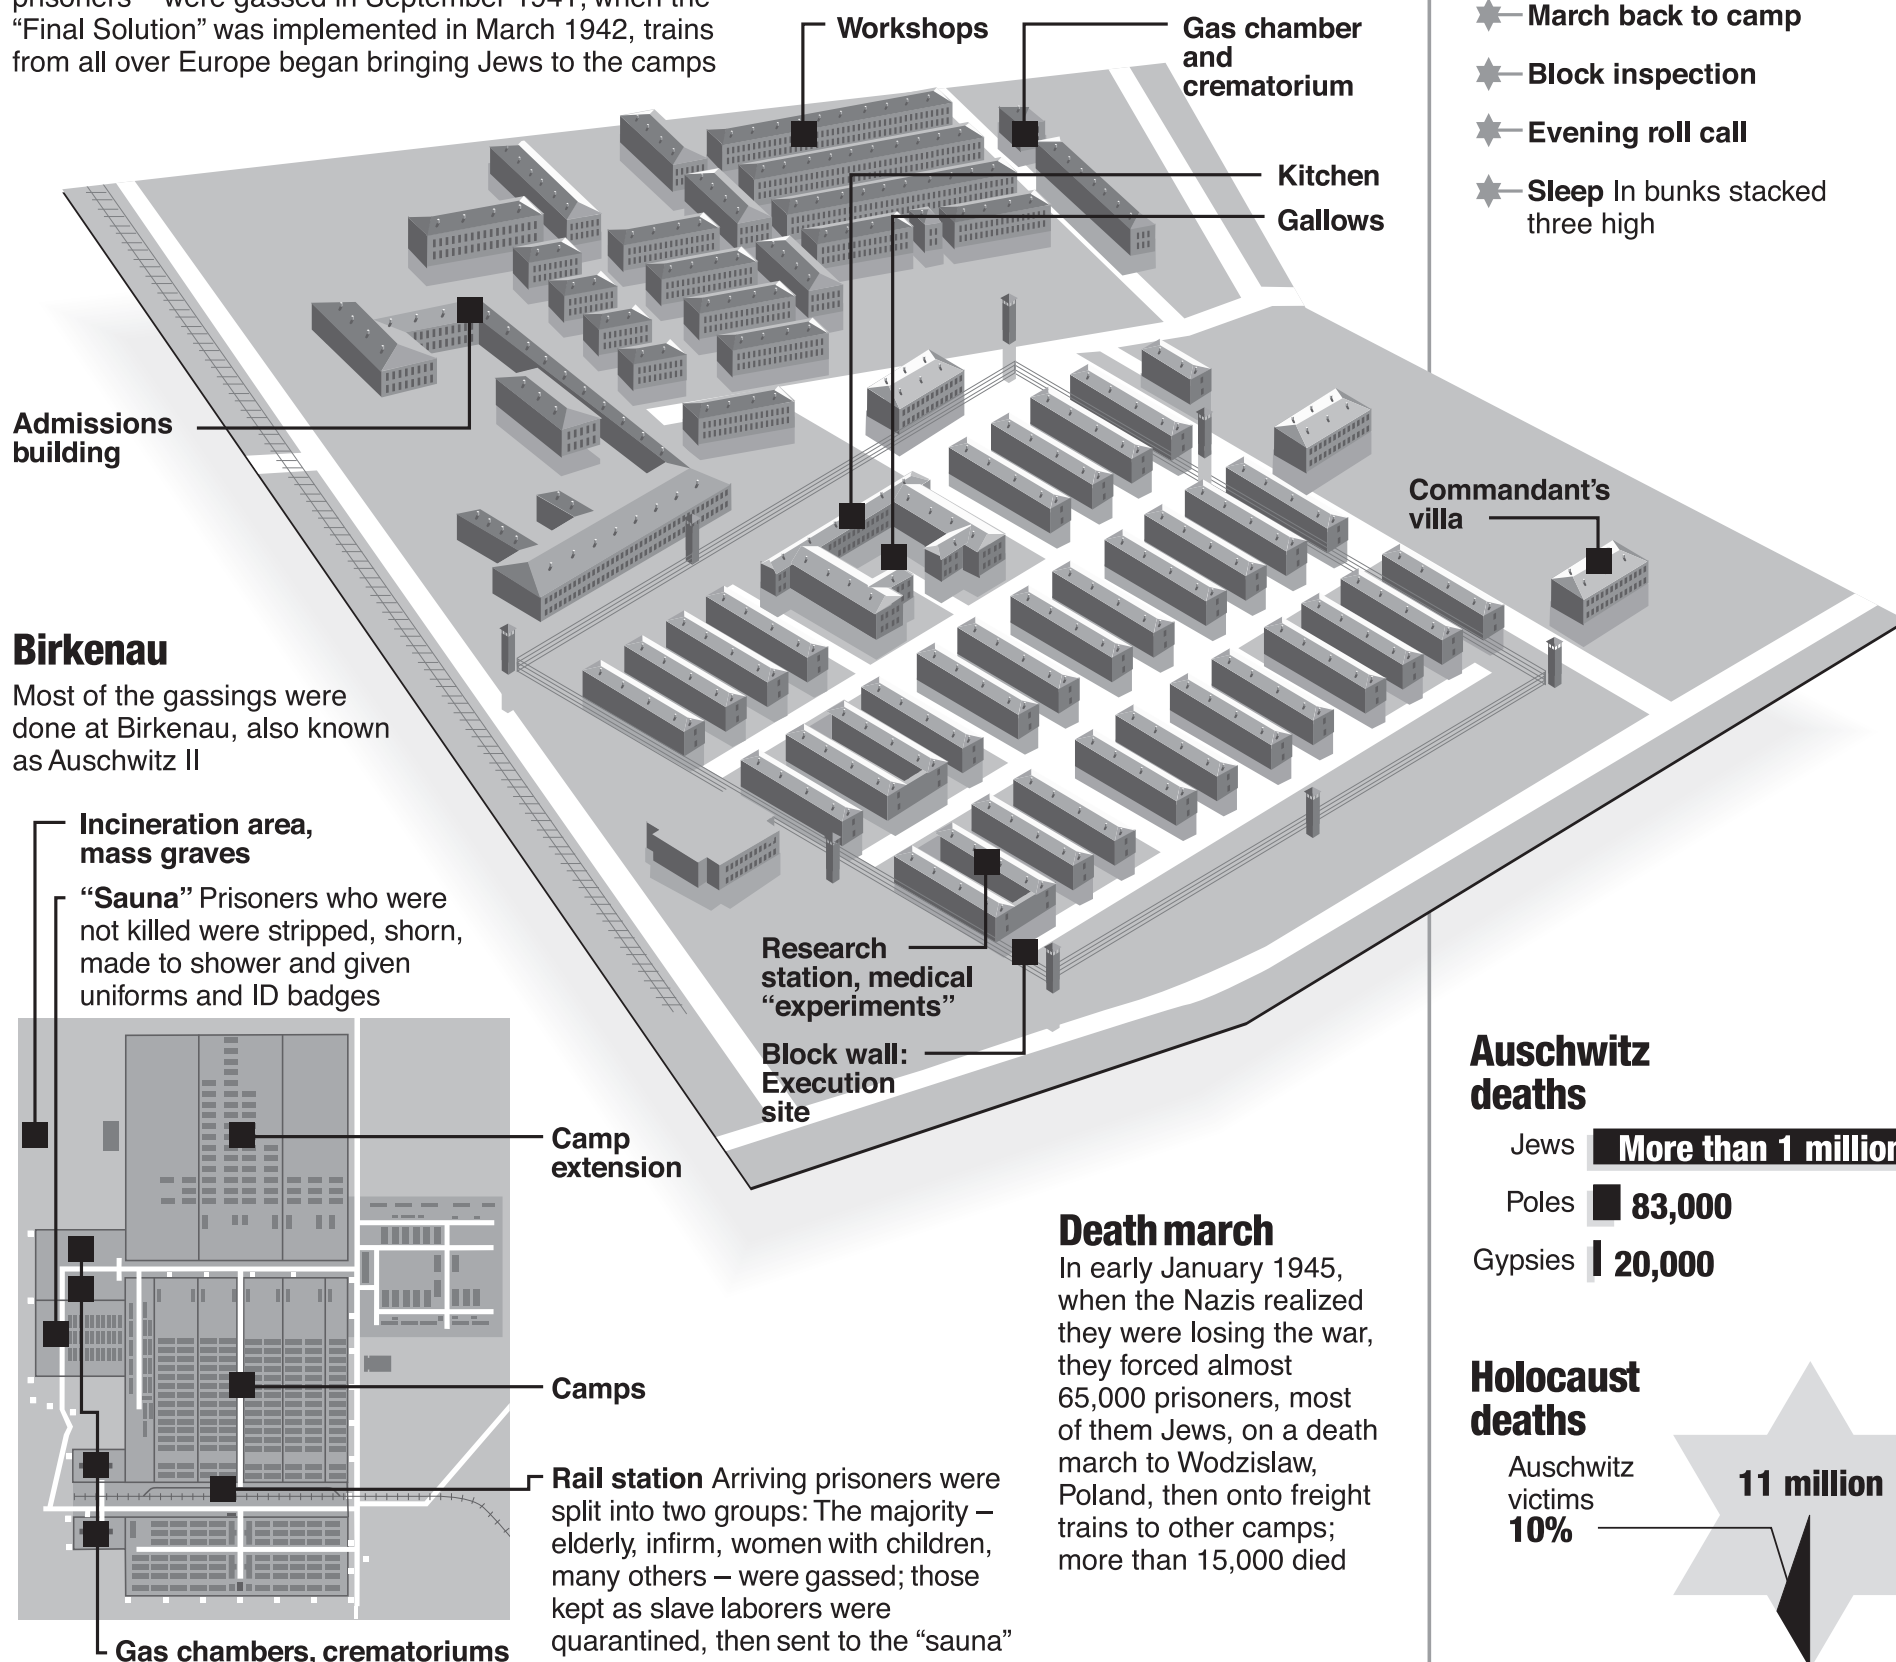 prisoners – were gassed in September 1941; when the
“Final Solution” was implemented in March 1942, trains
from all over Europe began bringing Jews to the camps
Workshops
Gas chamber
and
crematorium
Kitchen
Gallows
Admissions
building
Commandant’s
villa
Research
station, medical
“experiments”
Block wall:
Execution
site
March back to camp
Block inspection
Evening roll call
Sleep In bunks stacked
three high
Birkenau
Most of the gassings were
done at Birkenau, also known
as Auschwitz II
Incineration area,
mass graves
“Sauna” Prisoners who were
not killed were stripped, shorn,
made to shower and given
uniforms and ID badges
Camp
extension
Camps
Rail station Arriving prisoners were
split into two groups: The majority –
elderly, infirm, women with children,
many others – were gassed; those
kept as slave laborers were
quarantined, then sent to the “sauna”
Gas chambers, crematoriums
Death march
In early January 1945,
when the Nazis realized
they were losing the war,
they forced almost
65,000 prisoners, most
of them Jews, on a death
march to Wodzislaw,
Poland, then onto freight
trains to other camps;
more than 15,000 died
Auschwitz
deaths
Jews More than 1 million
Poles 83,000
Gypsies 20,000
Holocaust
deaths
Auschwitz
victims
10%
11 million